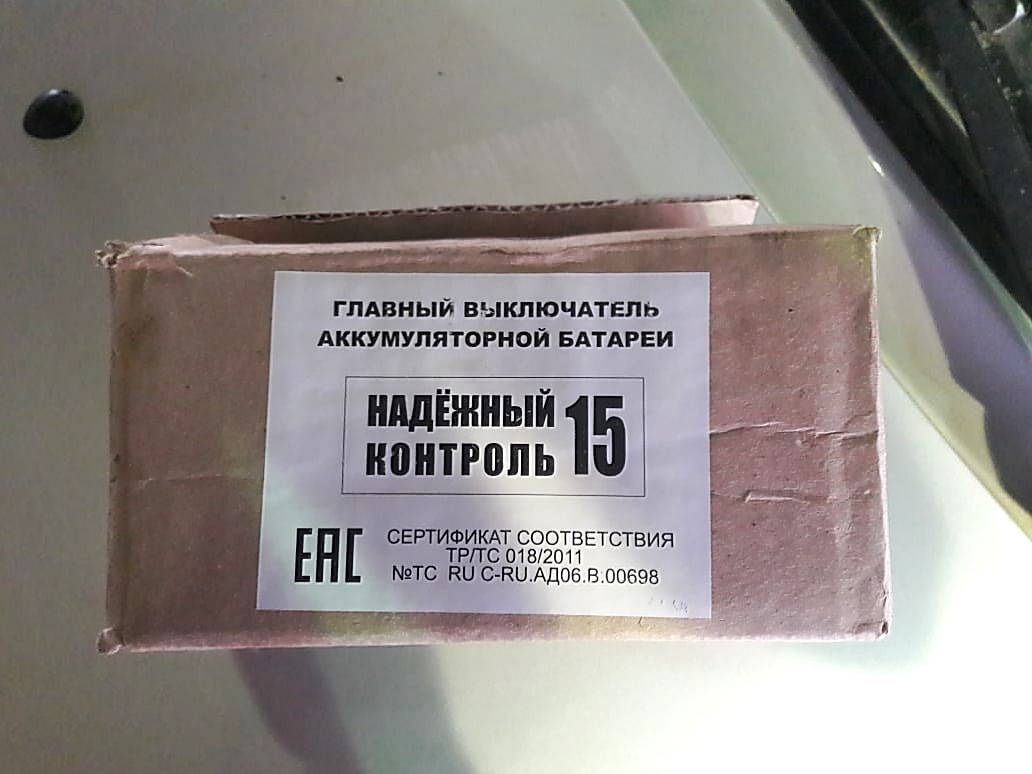 ГЛАВНЫЙ ВЫКЛЮЧАТЕЛЬ
АККУМУЛЯТОРНОЙ БАТАРЕИ
НАДЁЖНЫЙ 15
КОНТРОЛЬ
ЕАС СЕРТИФИКАТ СООТВЕТСТВИЯ
ТР/ТС 018/2011
№ТС RU C-RU.АД06.В.00698